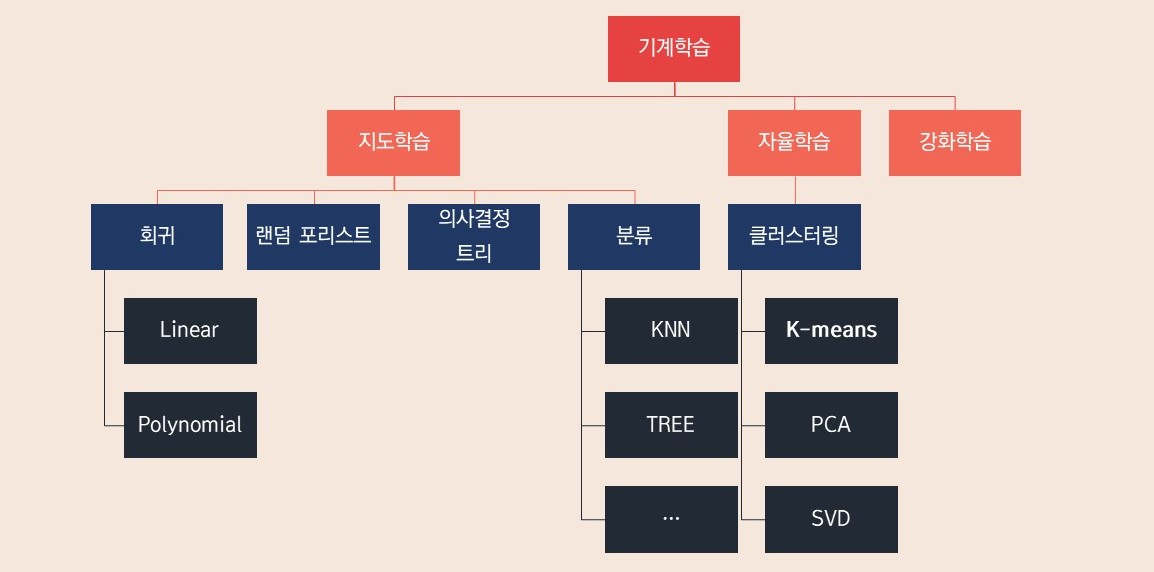 기계학습
지도학습
자율학습
강화학습
회귀
랜덤 포리스트
의사결정
트리
분류
클러스터링
Linear
KNN
K-means
Polynomial
TREE
PCA
...
SVD